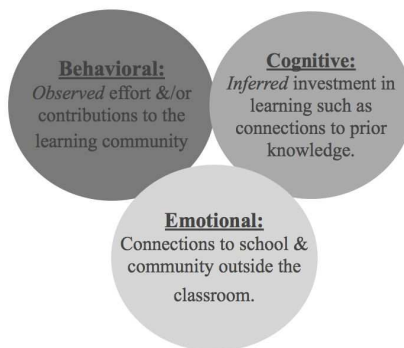 Behavioral:
Observed effort &/or
contributions to the
learning community
Cognitive:
Inferred investment in
learning such as
connections to prior
knowledge.
Emotional:
Connections to school &
community outside the
classroom.